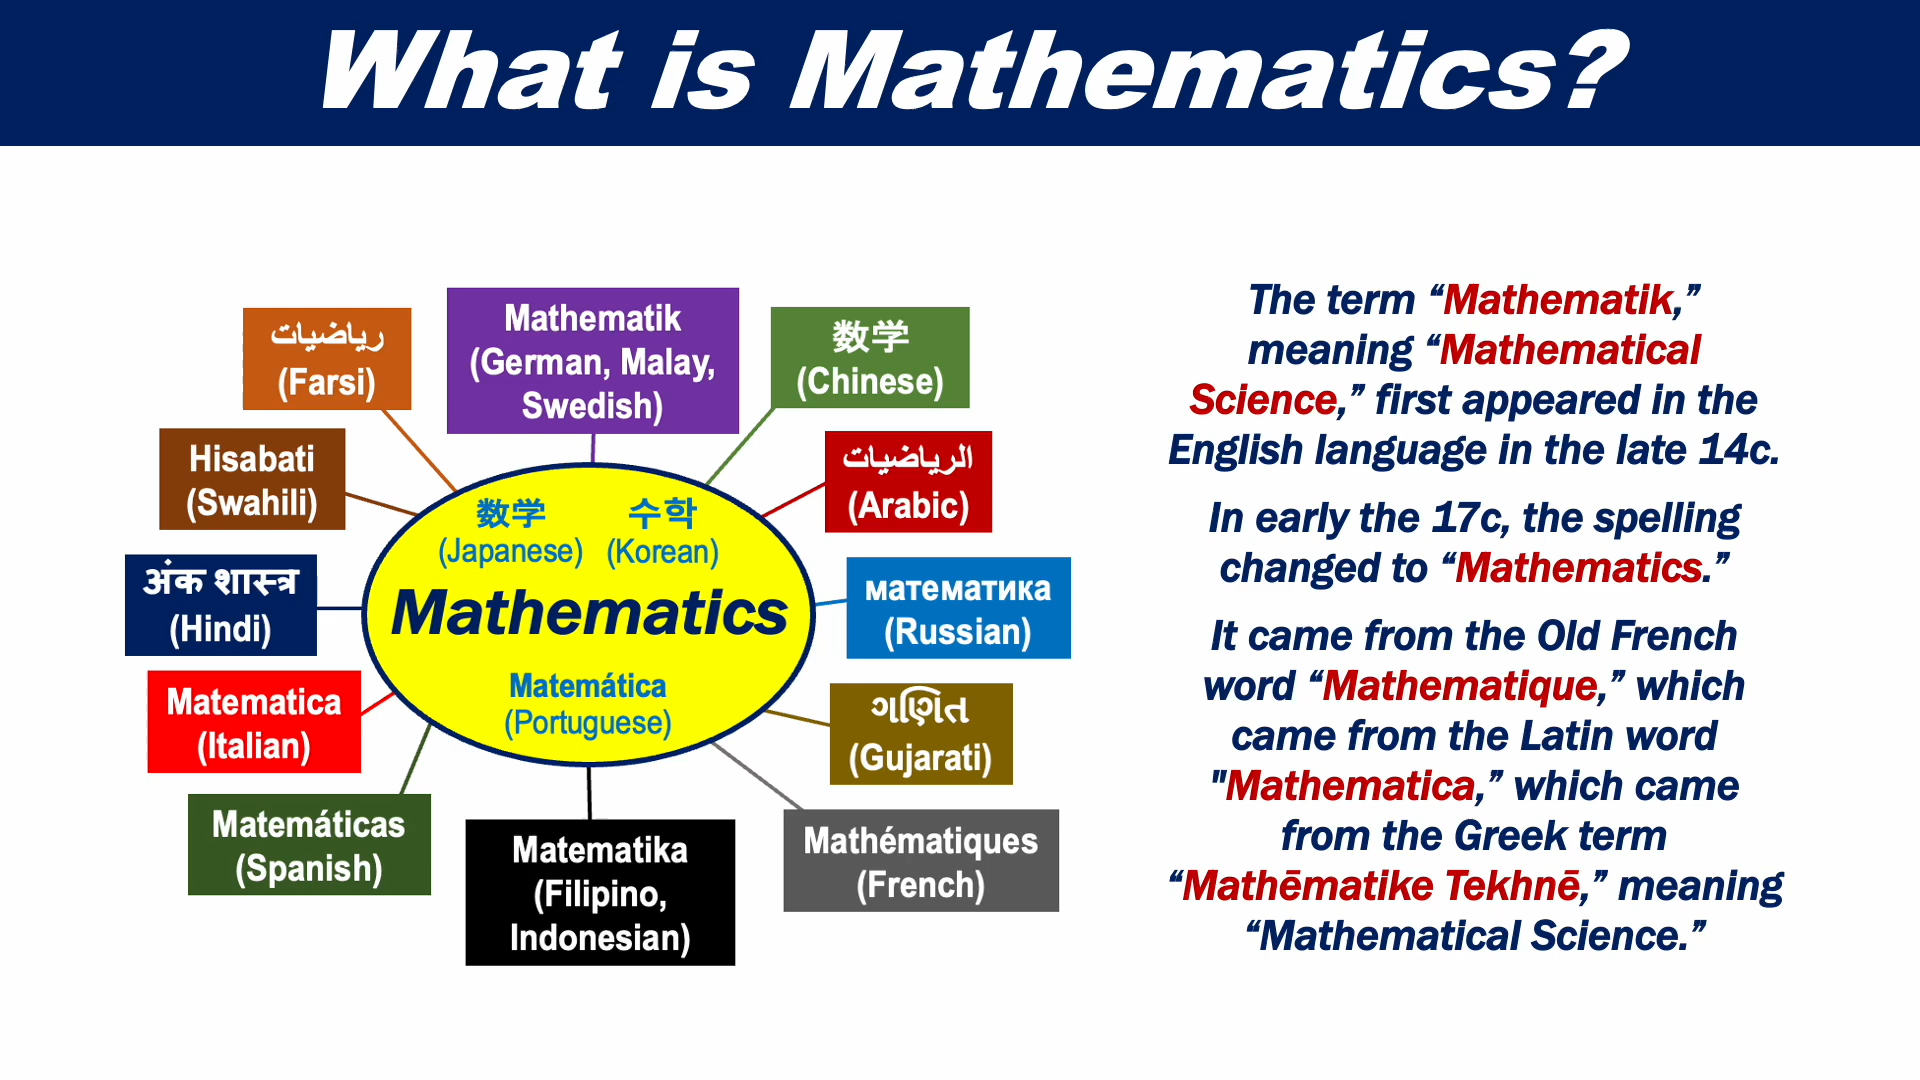 What is Mathematics?
رياضيات
(Farsi)
Mathematik
(German, Malay,
Swedish)
数学
(Chinese)
Hisabati
(Swahili)
الرياضيات
(Arabic)
数学
(Japanese)
수학
(Korean)
Mathematics
Matemática
(Portuguese)
अंक शास्त्र
(Hindi)
математика
(Russian)
Matematica
(Italian)
ગણિત
(Gujarati)
Matemáticas
(Spanish)
Matematika
(Filipino,
Indonesian)
Mathématiques
(French)
The term “Mathematik,”
meaning “Mathematical
Science,” first appeared in the
English language in the late 14c.
In early the 17c, the spelling
changed to “Mathematics.”
It came from the Old French
word “Mathematique,” which
came from the Latin word
"Mathematica,” which came
from the Greek term
“Mathēmatike Tekhnē,” meaning
“Mathematical Science.”